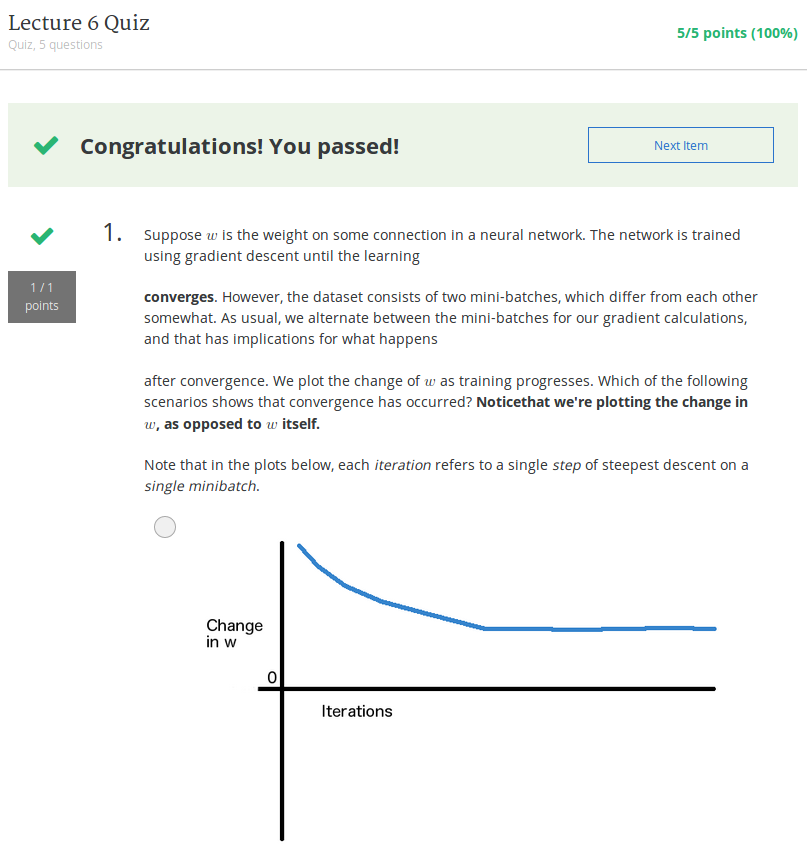 Lecture 6 Quiz
Quiz, 5 questions
5/5 points (100%)
Congratulations! You passed!
Next Item
1 / 1
points
1.
Suppose w is the weight on some connection in a neural network. The network is trained
using gradient descent until the learning
converges. However, the dataset consists of two mini-batches, which differ from each other
somewhat. As usual, we alternate between the mini-batches for our gradient calculations,
and that has implications for what happens
after convergence. We plot the change of w as training progresses. Which of the following
scenarios shows that convergence has occurred? Noticethat we're plotting the change in
w, as opposed to w itself.
Note that in the plots below, each iteration refers to a single step of steepest descent on a
single minibatch.
Change
in w
0
Iterations